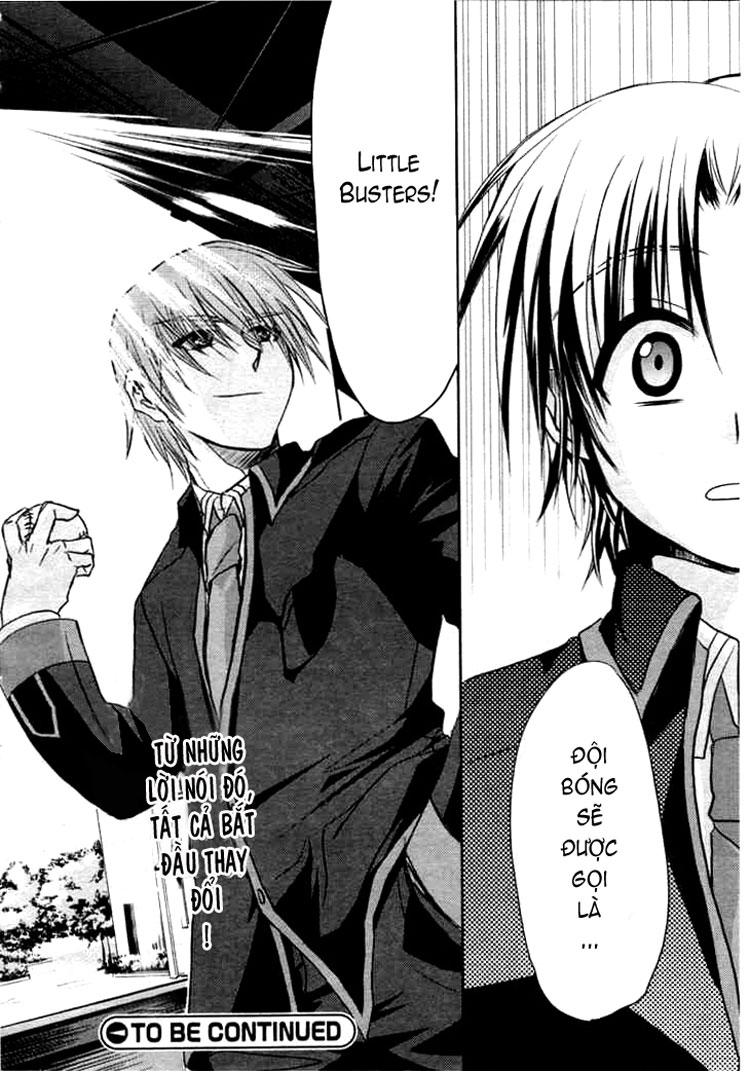 ĐỘI
BÓNG SẼ
ĐƯỢC
GỌI
LÀ
...
LITTLE
BUSTERS!
TỪ NHỮNG
LỜI NÓI ĐÓ,
TẤT CẢ BẮT
ĐẦU THAY
ĐỔI
!
TO BE CONTINUED